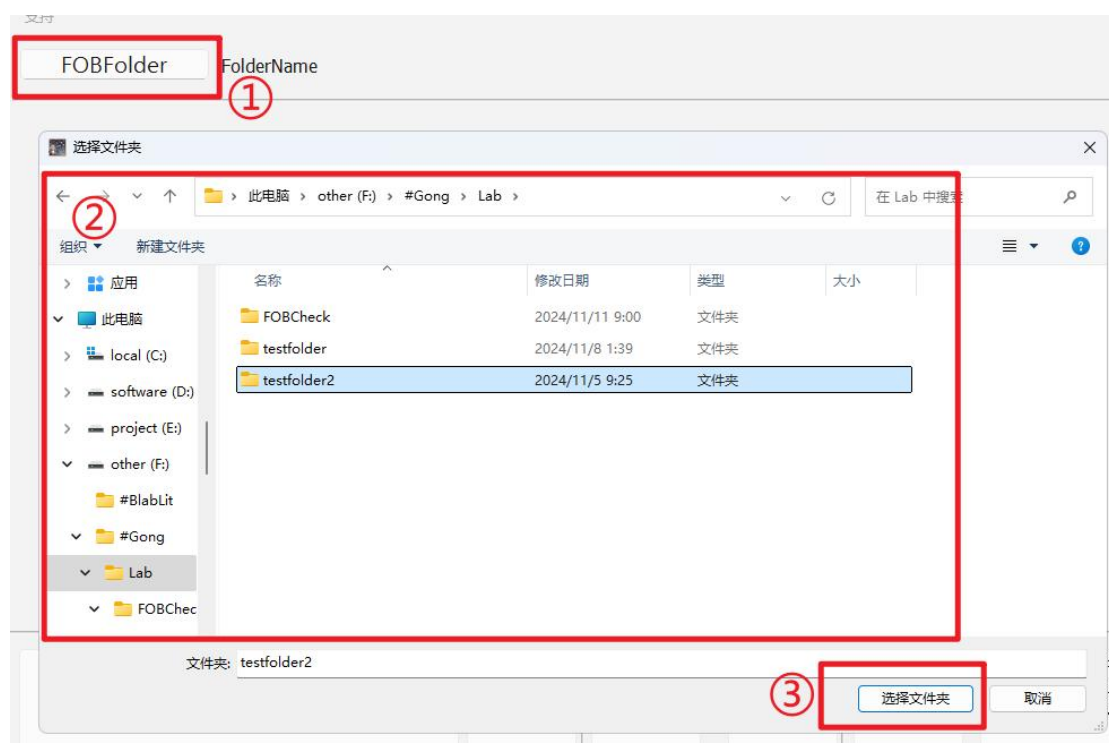 支持
FOBFolder FolderName
①
选择文件夹
② 此电脑 > other (F:) > #Gong > Lab > 在 Lab 中搜索
组织 新建文件夹
应用 名称 修改日期 类型 大小
此电脑 FOBCheck 2024/11/11 9:00 文件夹
local (C:) testfolder 2024/11/8 1:39 文件夹
software (D:) testfolder2 2024/11/5 9:25 文件夹
project (E:)
other (F:)
#BlabLit
#Gong
Lab
FOBChec
文件夹: testfolder2
③ 选择文件夹 取消